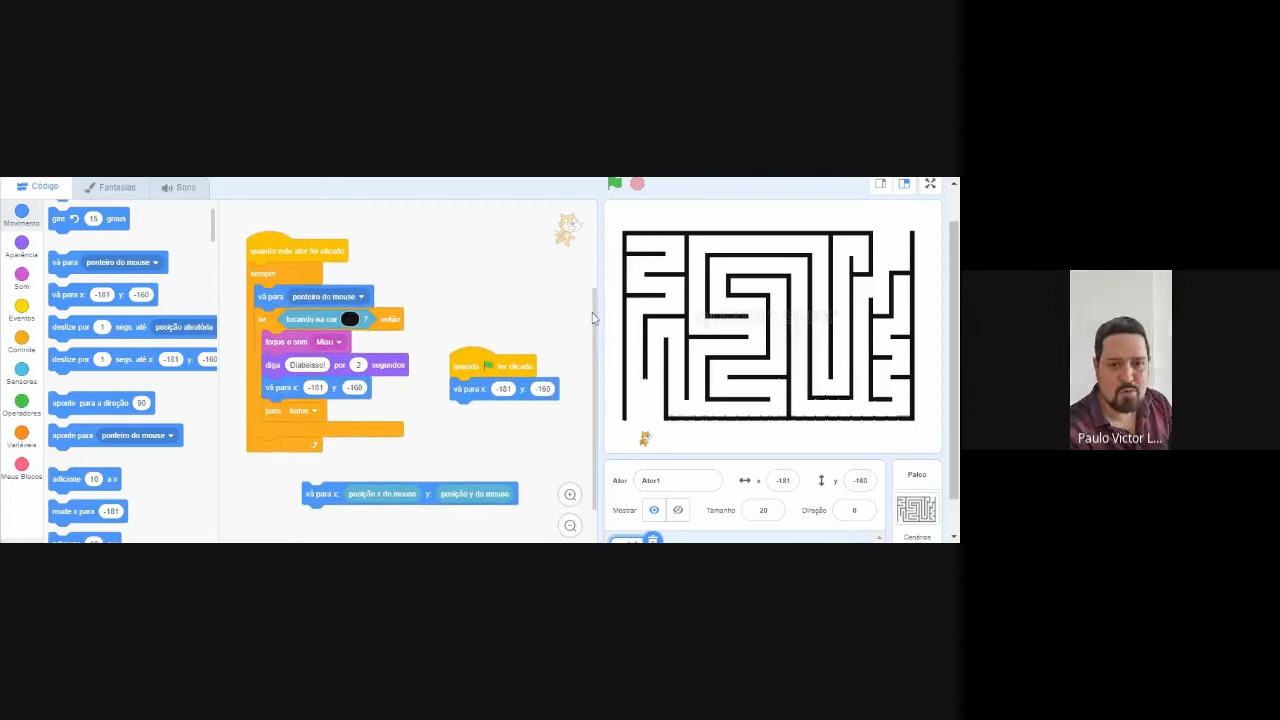 Código Fantasias Sons
Movimento
Aparência
Som
Eventos
Controle
Sensores
Operadores
Variáveis
Meus Blocos
gire 15 graus
vá para ponteiro do mouse
vá para x: -181 y: -160
deslize por 1 segs. até posição aleatória
deslize por 1 segs. até x: -181 y: -160
aponte para a direção 90
aponte para ponteiro do mouse
adicione 10 a x
mude x para -181
quando este ator for clicado
sempre
vá para ponteiro do mouse
se tocando na cor ? então
toque o som Miau
diga Diabeisso! por 2 segundos
vá para x: -181 y: -160
pare todos
quando for clicado
vá para x: -181 y: -160
vá para x: posição x do mouse y: posição y do mouse
Ator Ator1 x -181 y -160
Mostrar Tamanho 20 Direção 0
Palco
Cenários
Paulo Victor L...